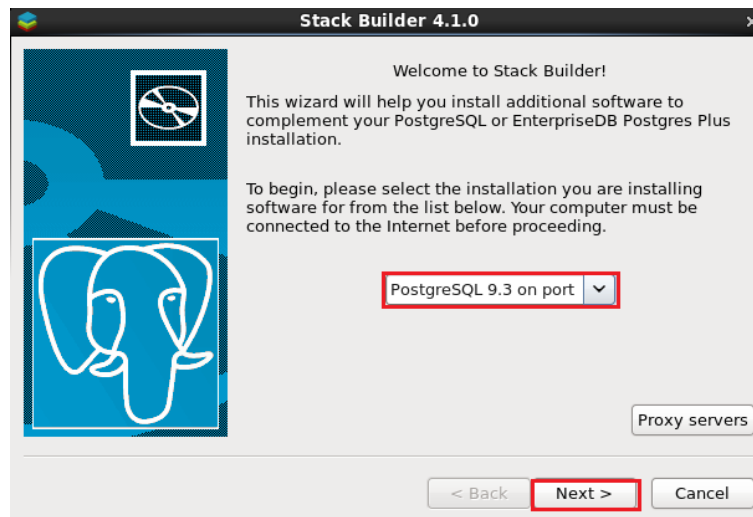 Stack Builder 4.1.0
Welcome to Stack Builder!
This wizard will help you install additional software to
complement your PostgreSQL or EnterpriseDB Postgres Plus
installation.
To begin, please select the installation you are installing
software for from the list below. Your computer must be
connected to the Internet before proceeding.
PostgreSQL 9.3 on port
Proxy servers
< Back Next > Cancel